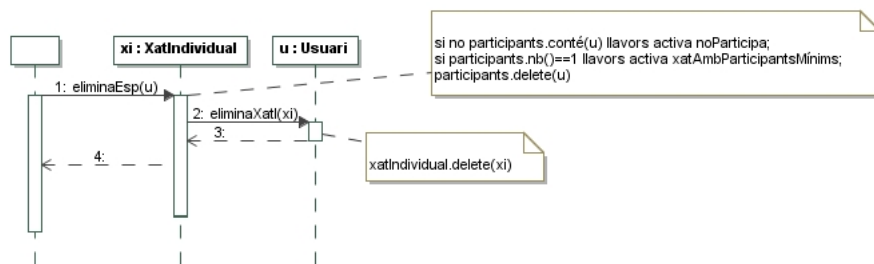 xi : XatIndividual
u : Usuari
si no participants.conté(u) llavors activa noParticipa;
si participants.nb()==1 llavors activa xatAmbParticipantsMínims;
participants.delete(u)
1: eliminaEsp(u)
2: eliminaXatI(xi)
3:
xatIndividual.delete(xi)
4: